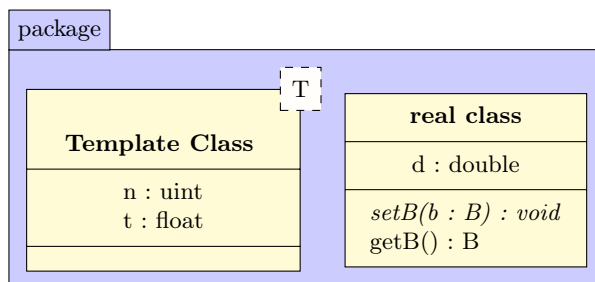 package
T
Template Class
n : uint
t : float
real class
d : double
setB(b : B) : void
getB() : B